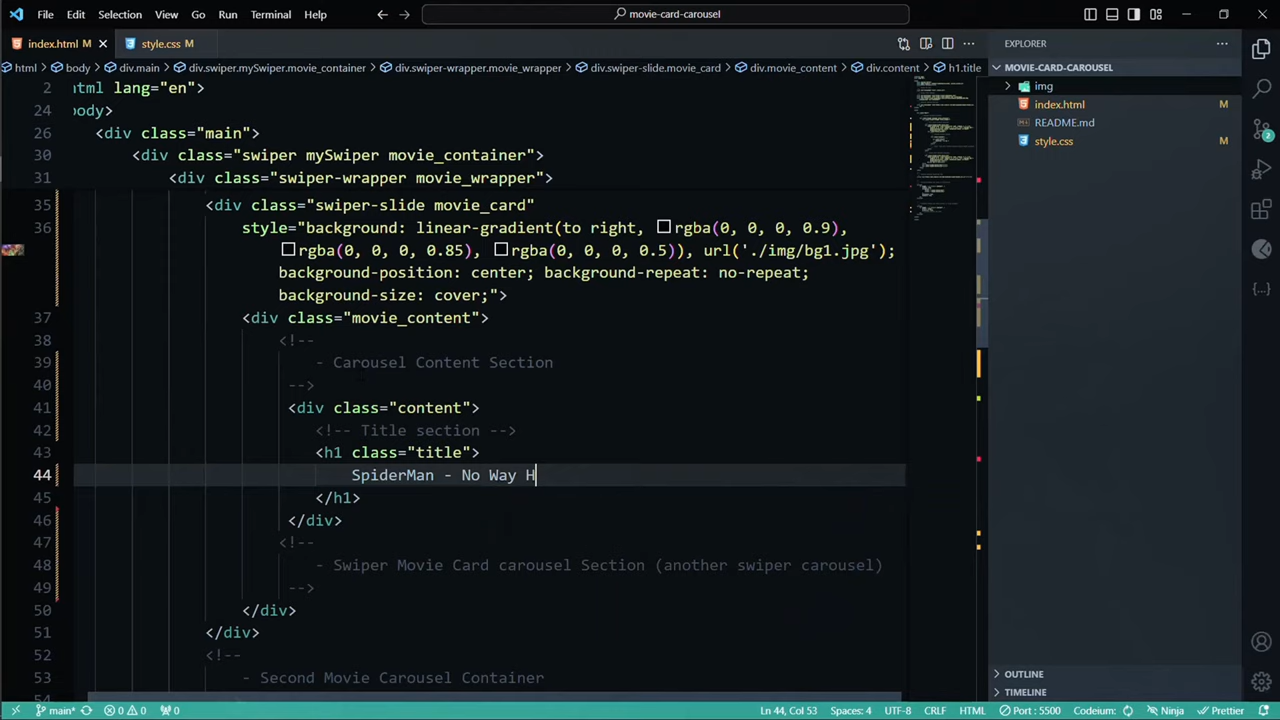 File Edit Selection View Go Run Terminal Help
movie-card-carousel
index.html M
style.css M
html > body > div.main > div.swiper.mySwiper.movie_container > div.swiper-wrapper.movie_wrapper > div.swiper-slide.movie_card > div.movie_content > div.content > h1.title
2 html lang="en">
24 body>
26 <div class="main">
30 <div class="swiper mySwiper movie_container">
31 <div class="swiper-wrapper movie_wrapper">
35 <div class="swiper-slide movie_card"
36 style="background: linear-gradient(to right, rgba(0, 0, 0, 0.9),
rgba(0, 0, 0, 0.85), rgba(0, 0, 0, 0.5)), url('./img/bg1.jpg');
background-position: center; background-repeat: no-repeat;
background-size: cover;">
37 <div class="movie_content">
38 <!--
39 - Carousel Content Section
40 -->
41 <div class="content">
42 <!-- Title section -->
43 <h1 class="title">
44 SpiderMan - No Way H
45 </h1>
46 </div>
47 <!--
48 - Swiper Movie Card carousel Section (another swiper carousel)
49 -->
50 </div>
51 </div>
52 <!--
53 - Second Movie Carousel Container
54
EXPLORER
MOVIE-CARD-CAROUSEL
img
index.html M
README.md
style.css M
OUTLINE
TIMELINE
2
main* 0 0 0 Ln 44, Col 53 Spaces: 4 UTF-8 CRLF HTML Port : 5500 Codeium: Ninja Prettier